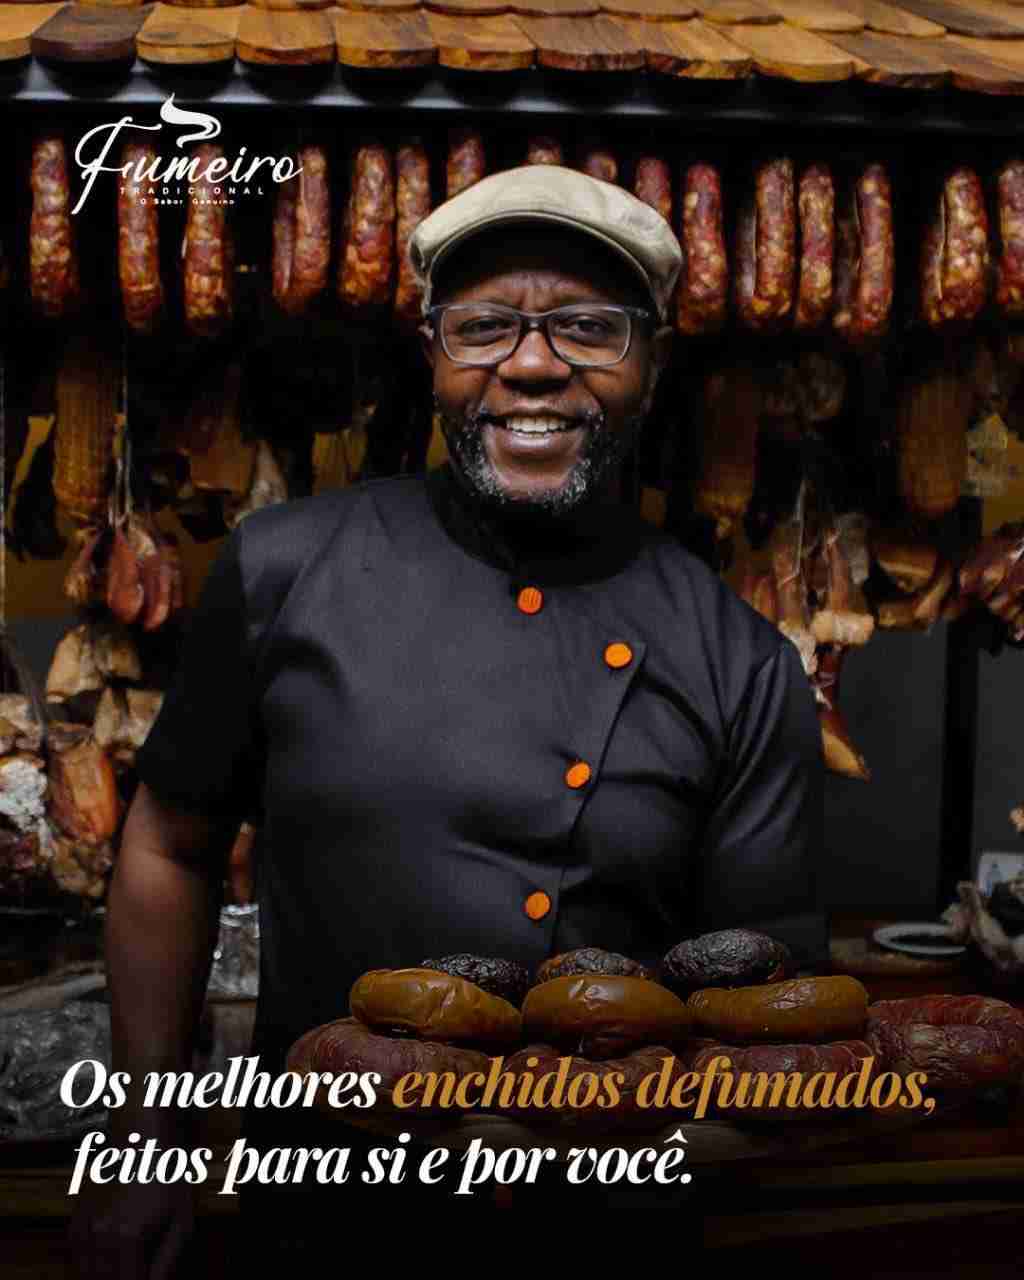 Fumeiro
TRADICIONAL
O Sabor Genuíno
Os melhores enchidos defumados,
feitos para si e por você.